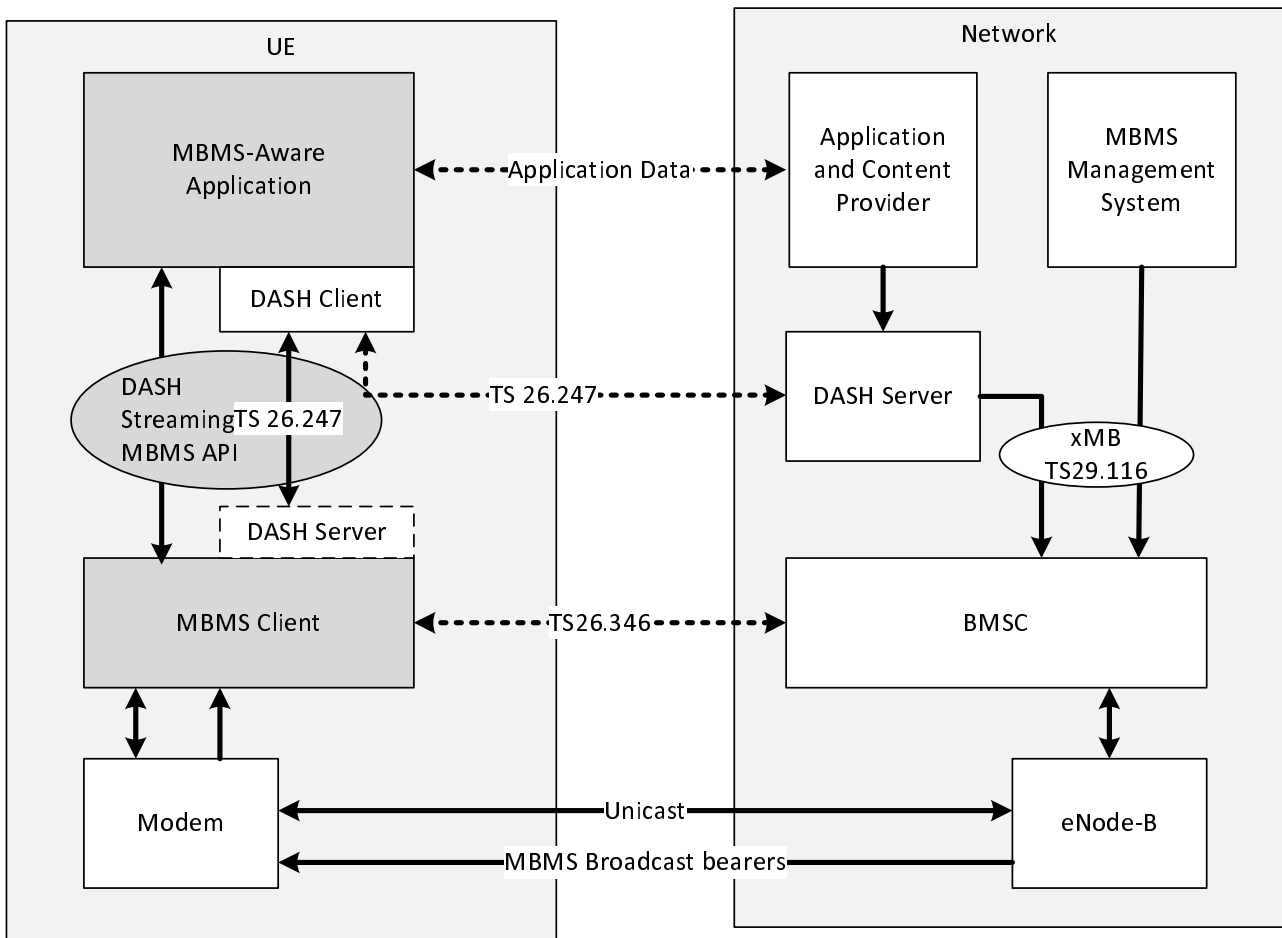 UE
Network
MBMS-Aware
Application
Application Data
Application
and Content
Provider
MBMS
Management
System
DASH Client
DASH
Streaming
MBMS API
TS 26.247
TS 26.247
DASH Server
xMB
TS29.116
DASH Server
MBMS Client
TS26.346
BMSC
Modem
Unicast
MBMS Broadcast bearers
eNode-B